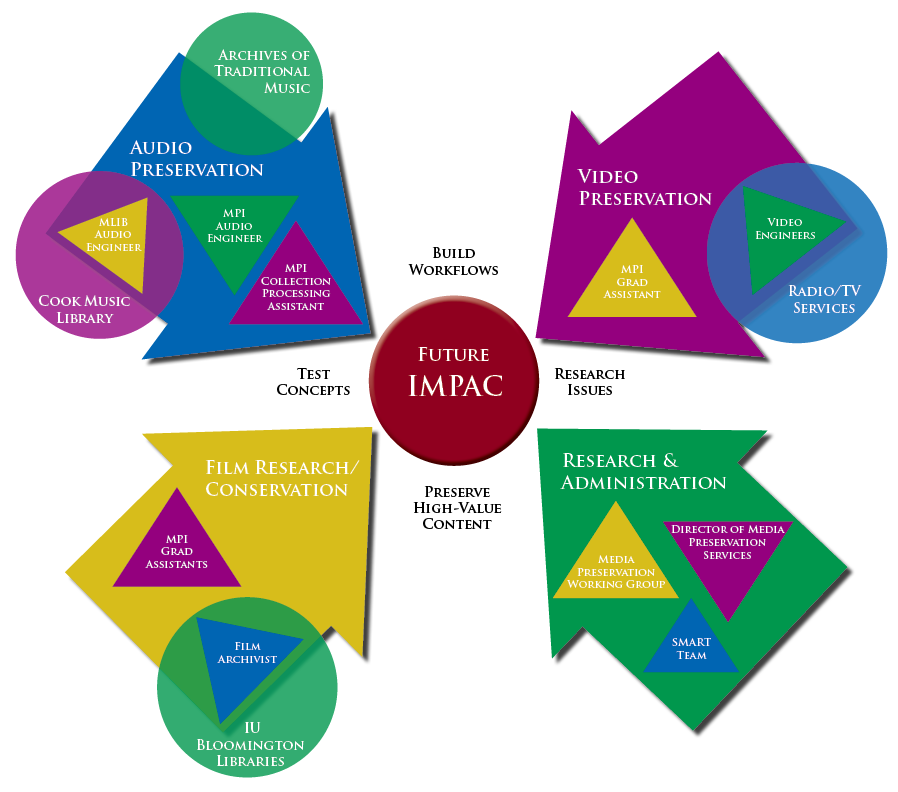 Archives of
Traditional
Music
Audio
Preservation
MLIB
Audio
Engineer
Cook Music
Library
MPI
Audio
Engineer
MPI
Collection
Processing
Assistant
Video
Preservation
MPI
Grad
Assistant
Video
Engineers
Radio/TV
Services
Build
Workflows
Test
Concepts
Future
IMPAC
Research
Issues
Preserve
High-Value
Content
Film Research/
Conservation
MPI
Grad
Assistants
Film
Archivist
IU
Bloomington
Libraries
Research &
Administration
Media
Preservation
Working Group
Director of Media
Preservation
Services
SMART
Team